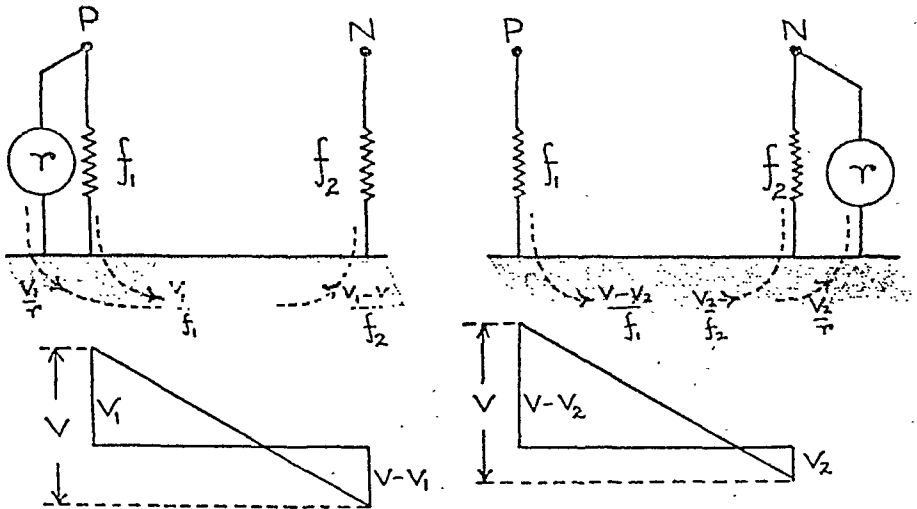 P N P N
r f₁ f₂ f₁ f₂ r
V₁/r V₁/f₁ V-V₁/f₂ V-V₂/f₁ V₂/f₂ V₂/r
V V₁ V-V₁ V V-V₂ V₂